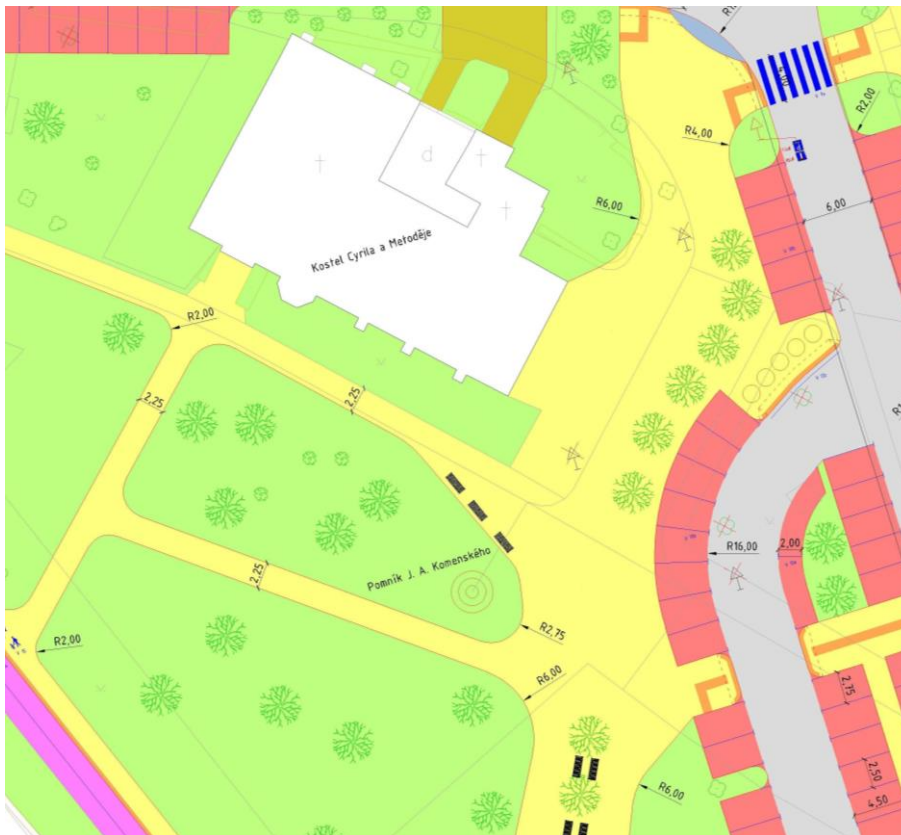 4,00
R2,00
R4,00
R6,00
6,00
Kostel Cyrila a Metoděje
R2,00
2,25
2,25
R16,00
2,00
2,25
Pomník J. A. Komenského
R2,75
R2,00
R6,00
2,75
R6,00
2,50
4,50